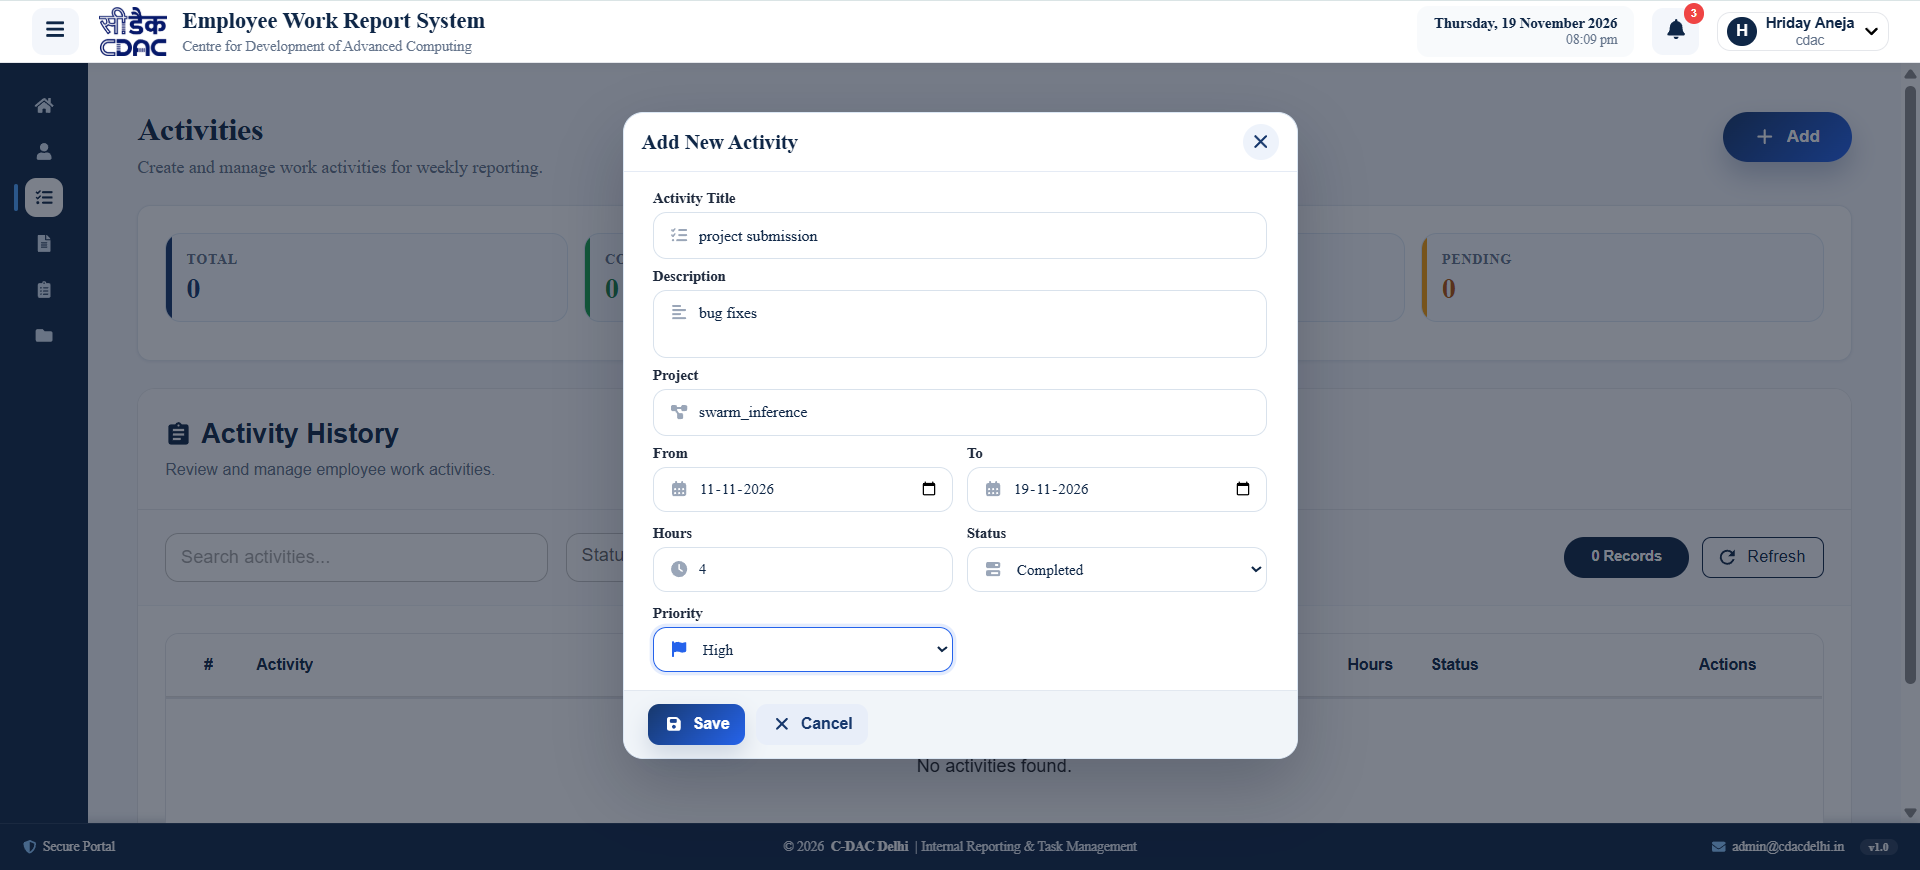 सीडैक
CDAC
Employee Work Report System
Centre for Development of Advanced Computing
Thursday, 19 November 2026
08:09 pm
3
H
Hriday Aneja
cdac
Activities
Create and manage work activities for weekly reporting.
+ Add
TOTAL
0
CO
0
PENDING
0
Activity History
Review and manage employee work activities.
Search activities...
Statu
0 Records
Refresh
# Activity Hours Status Actions
No activities found.
Add New Activity
Activity Title
project submission
Description
bug fixes
Project
swarm_inference
From To
11-11-2026 19-11-2026
Hours Status
4 Completed
Priority
High
Save Cancel
Secure Portal
© 2026 C-DAC Delhi | Internal Reporting & Task Management
admin@cdacdelhi.in v1.0